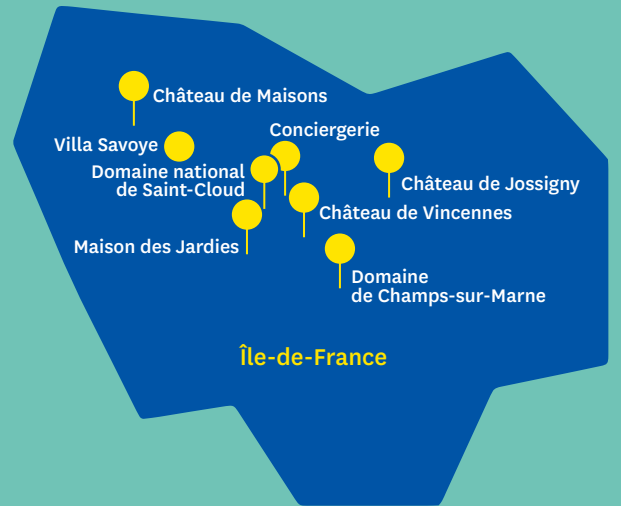 Château de Maisons
Conciergerie
Villa Savoye
Domaine national
de Saint-Cloud
Château de Jossigny
Château de Vincennes
Maison des Jardies
Domaine
de Champs-sur-Marne
Île-de-France